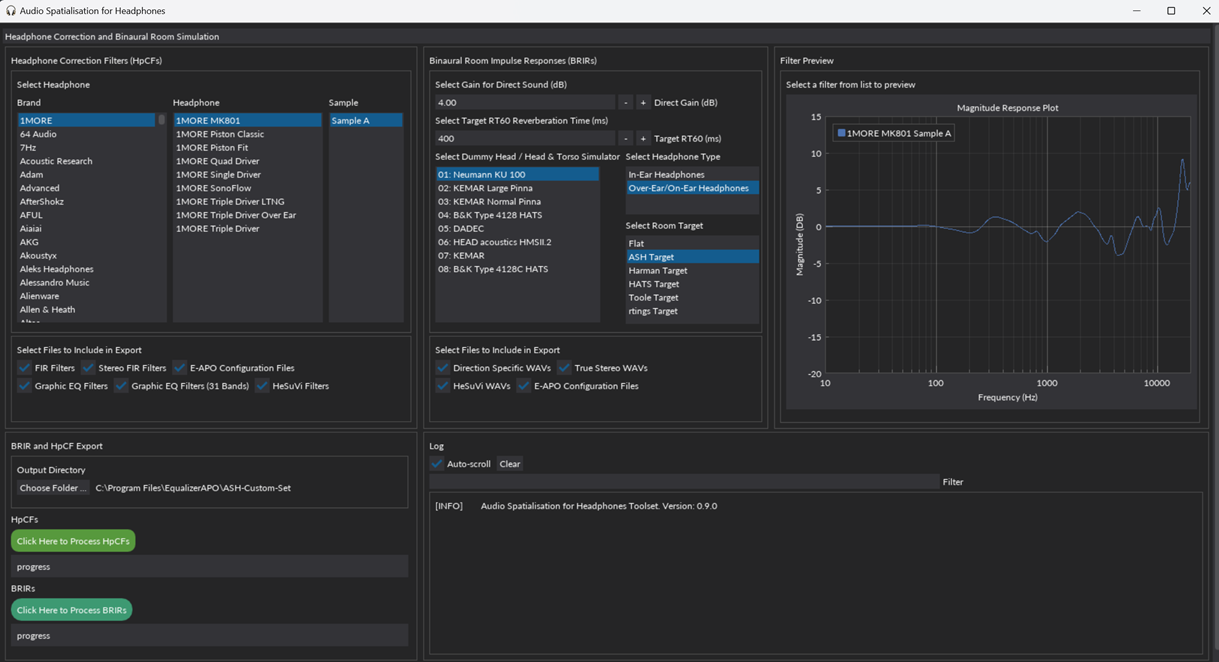 Audio Spatialisation for Headphones
Headphone Correction and Binaural Room Simulation
Headphone Correction Filters (HpCFs)
Select Headphone
Brand
1MORE
64 Audio
7Hz
Acoustic Research
Adam
Advanced
AfterShokz
AFUL
Aiaiai
AKG
Akoustyx
Aleks Headphones
Alessandro Music
Alienware
Allen & Heath
Headphone
1MORE MK801
1MORE Piston Classic
1MORE Piston Fit
1MORE Quad Driver
1MORE Single Driver
1MORE SonoFlow
1MORE Triple Driver LTNG
1MORE Triple Driver Over Ear
1MORE Triple Driver
Sample
Sample A
Select Files to Include in Export
FIR Filters Stereo FIR Filters E-APO Configuration Files
Graphic EQ Filters Graphic EQ Filters (31 Bands) HeSuVi Filters
Binaural Room Impulse Responses (BRIRs)
Select Gain for Direct Sound (dB)
4.00 - + Direct Gain (dB)
Select Target RT60 Reverberation Time (ms)
400 - + Target RT60 (ms)
Select Dummy Head / Head & Torso Simulator
01: Neumann KU 100
02: KEMAR Large Pinna
03: KEMAR Normal Pinna
04: B&K Type 4128 HATS
05: DADEC
06: HEAD acoustics HMSII.2
07: KEMAR
08: B&K Type 4128C HATS
Select Headphone Type
In-Ear Headphones
Over-Ear/On-Ear Headphones
Select Room Target
Flat
ASH Target
Harman Target
HATS Target
Toole Target
rtings Target
Select Files to Include in Export
Direction Specific WAVs True Stereo WAVs
HeSuVi WAVs E-APO Configuration Files
Filter Preview
Select a filter from list to preview
Magnitude Response Plot
1MORE MK801 Sample A
Magnitude (DB)
15
10
5
0
-5
-10
-15
-20
10 100 1000 10000
Frequency (Hz)
BRIR and HpCF Export
Output Directory
Choose Folder ... C:\Program Files\EqualizerAPO\ASH-Custom-Set
HpCFs
Click Here to Process HpCFs
progress
BRIRs
Click Here to Process BRIRs
progress
Log
Auto-scroll Clear
Filter
[INFO] Audio Spatialisation for Headphones Toolset. Version: 0.9.0